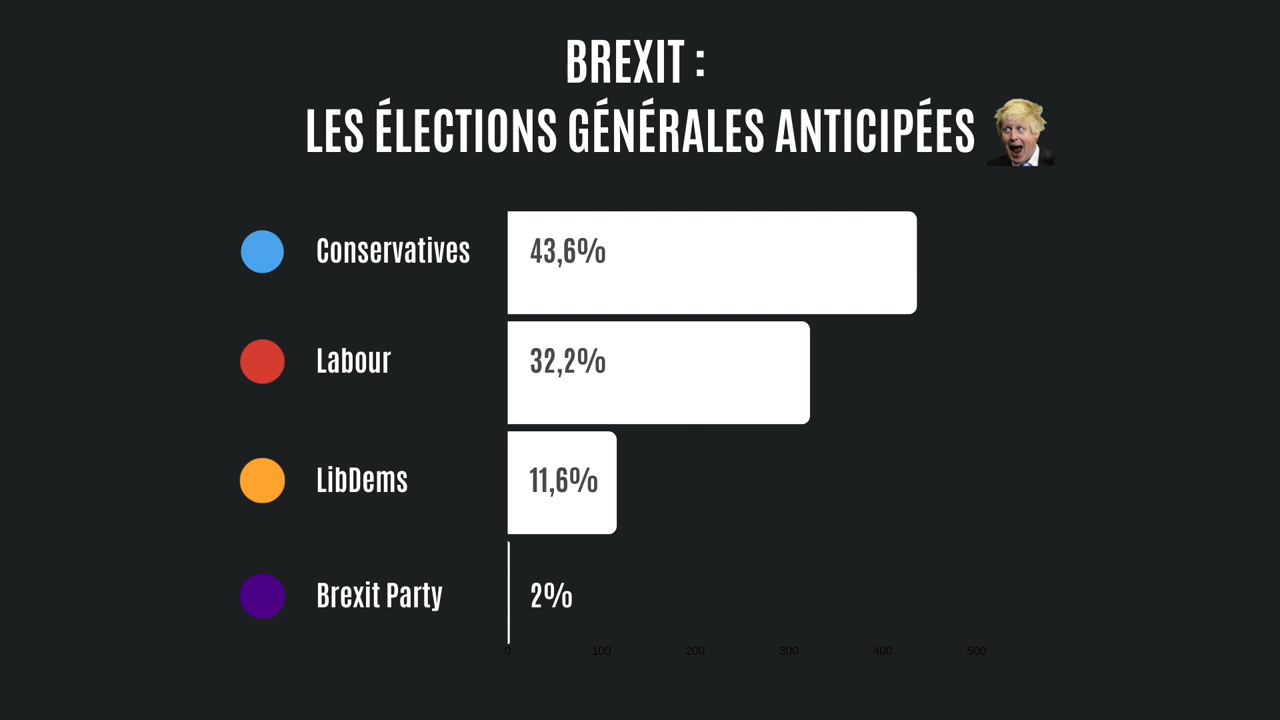 BREXIT :
LES ÉLECTIONS GÉNÉRALES ANTICIPÉES
Conservatives 43,6%
Labour 32,2%
LibDems 11,6%
Brexit Party 2%
0 100 200 300 400 500